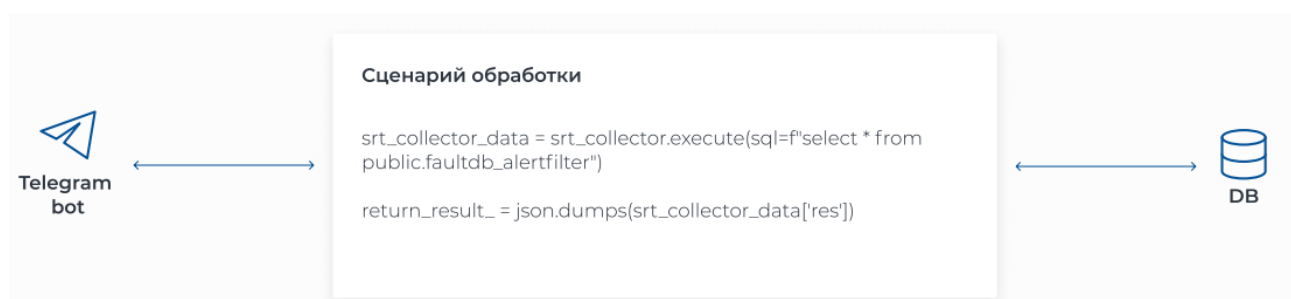 Сценарий обработки
srt_collector_data = srt_collector.execute(sql=f"select * from
public.faultdb_alertfilter")
return_result_ = json.dumps(srt_collector_data['res'])
Telegram
bot
DB